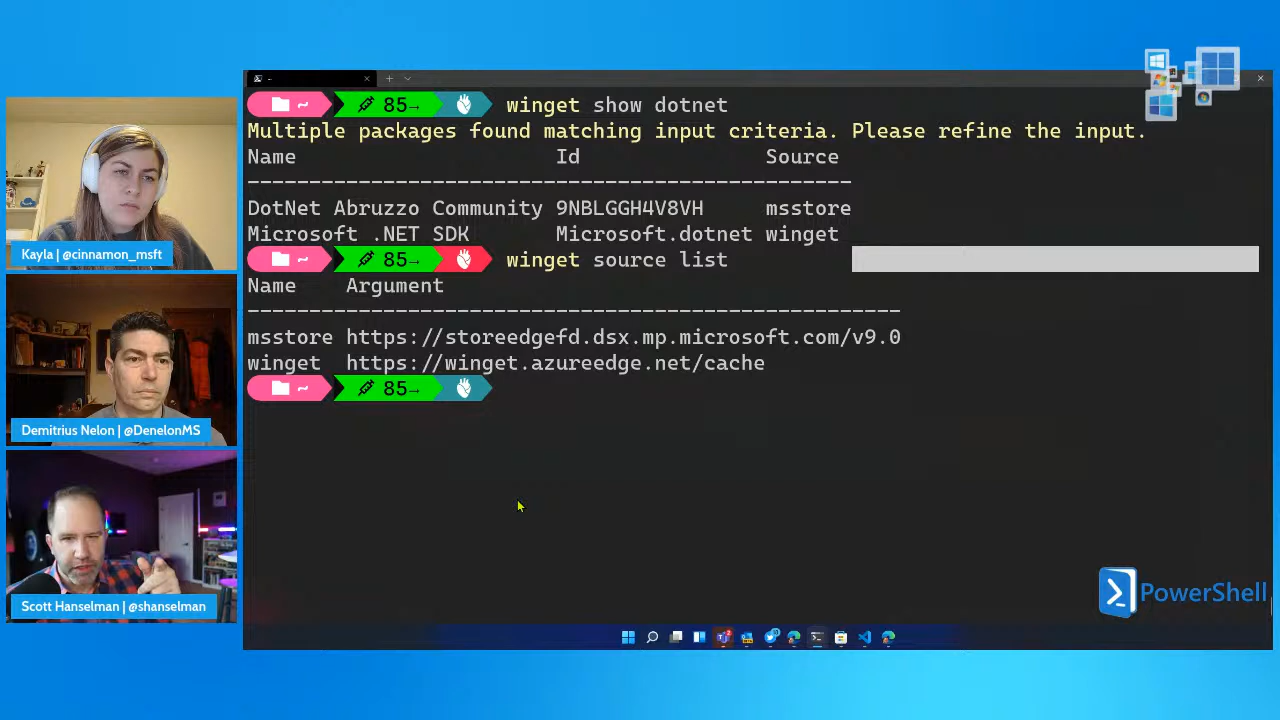 ~ 85→ winget show dotnet
Multiple packages found matching input criteria. Please refine the input.
Name Id Source
DotNet Abruzzo Community 9NBLGGH4V8VH msstore
Microsoft .NET SDK Microsoft.dotnet winget
~ 85→ winget source list
Name Argument
msstore https://storeedgefd.dsx.mp.microsoft.com/v9.0
winget https://winget.azureedge.net/cache
~ 85→
Kayla | @cinnamon_msft
Demitrius Nelon | @DenelonMS
Scott Hanselman | @shanselman
PowerShell